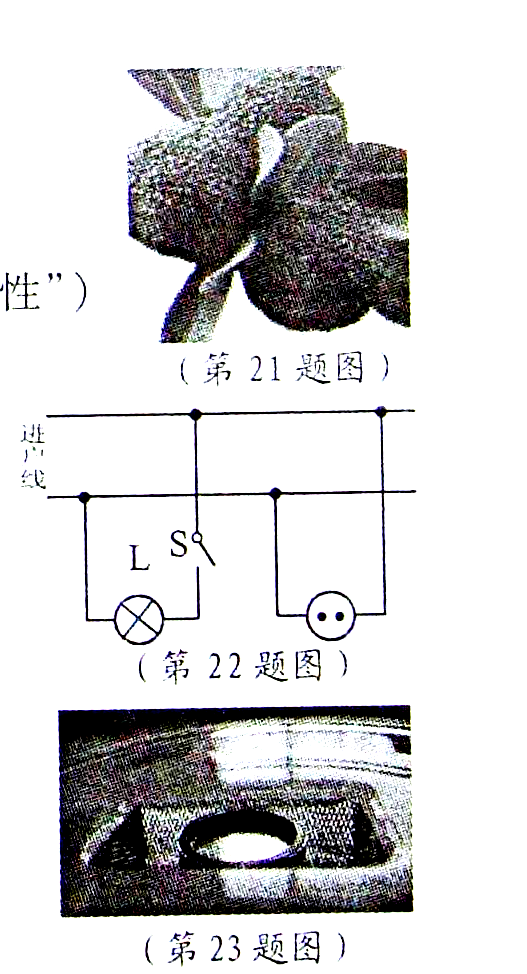 性”）
（第 21 题图）
进户线
L
S
（第 22 题图）
（第 23 题图）